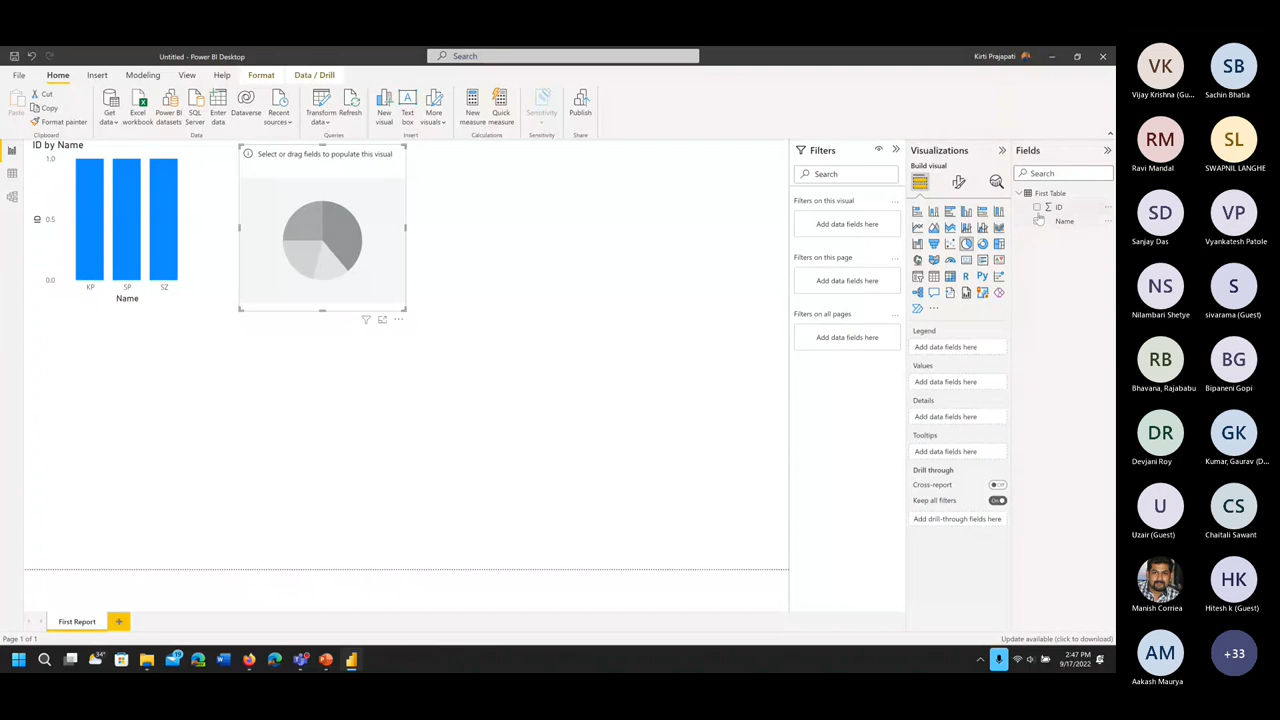 Untitled - Power BI Desktop
Search
Kirti Prajapati
File
Home
Insert
Modeling
View
Help
Format
Data / Drill
Paste
Cut
Copy
Format painter
Clipboard
Get data
Excel workbook
Power BI datasets
SQL Server
Enter data
Dataverse
Recent sources
Data
Transform data
Refresh
Queries
New visual
Text box
More visuals
Insert
New measure
Quick measure
Calculations
Sensitivity
Sensitivity
Publish
Share
ID by Name
1.0
0.5
0.0
ID
KP
SP
SZ
Name
Select or drag fields to populate this visual
Filters
Search
Filters on this visual
Add data fields here
Filters on this page
Add data fields here
Filters on all pages
Add data fields here
Visualizations
Build visual
R
Py
Legend
Add data fields here
Values
Add data fields here
Details
Add data fields here
Tooltips
Add data fields here
Drill through
Cross-report
Off
Keep all filters
On
Add drill-through fields here
Fields
Search
First Table
ID
Name
First Report
Page 1 of 1
Update available (click to download)
34°
19
2:47 PM
9/17/2022
VK
Vijay Krishna (Gu...
SB
Sachin Bhatia
RM
Ravi Mandal
SL
SWAPNIL LANGHE
SD
Sanjay Das
VP
Vyankatesh Patole
NS
Nilambari Shetye
S
sivarama (Guest)
RB
Bhavana, Rajababu
BG
Bipaneni Gopi
DR
Devjani Roy
GK
Kumar, Gaurav (D...
U
Uzair (Guest)
CS
Chaitali Sawant
Manish Corriea
HK
Hitesh k (Guest)
AM
Aakash Maurya
+33